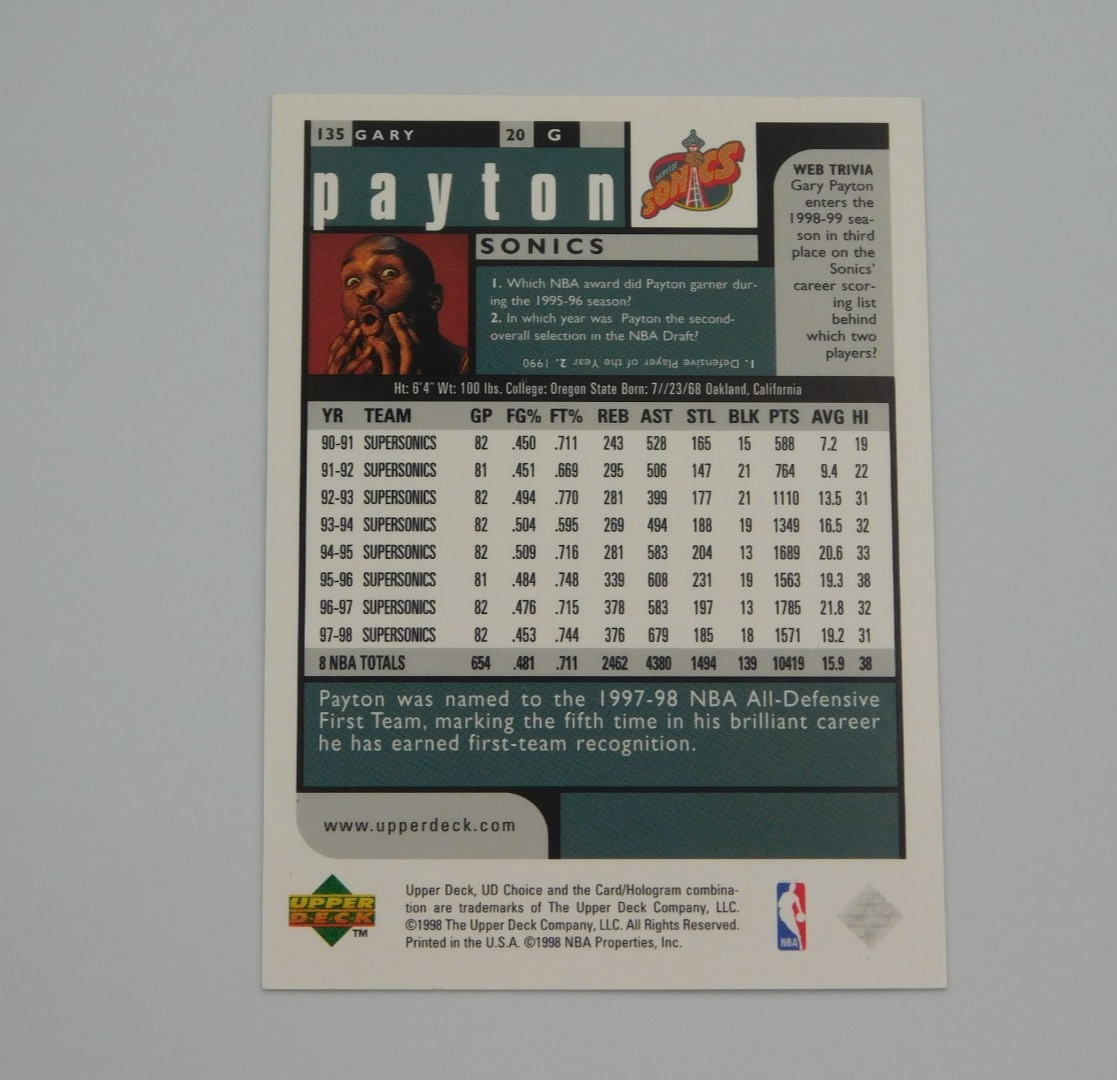 135 GARY 20 G
payton
SEATTLE
SONICS
SONICS
1. Which NBA award did Payton garner dur-
ing the 1995-96 season?
2. In which year was Payton the second-
overall selection in the NBA Draft?
1. Defensive Player of the Year 2. 1990
WEB TRIVIA
Gary Payton
enters the
1998-99 sea-
son in third
place on the
Sonics'
career scor-
ing list
behind
which two
players?
Ht: 6'4" Wt: 100 lbs. College: Oregon State Born: 7//23/68 Oakland, California
YR TEAM GP FG% FT% REB AST STL BLK PTS AVG HI
90-91 SUPERSONICS 82 .450 .711 243 528 165 15 588 7.2 19
91-92 SUPERSONICS 81 .451 .669 295 506 147 21 764 9.4 22
92-93 SUPERSONICS 82 .494 .770 281 399 177 21 1110 13.5 31
93-94 SUPERSONICS 82 .504 .595 269 494 188 19 1349 16.5 32
94-95 SUPERSONICS 82 .509 .716 281 583 204 13 1689 20.6 33
95-96 SUPERSONICS 81 .484 .748 339 608 231 19 1563 19.3 38
96-97 SUPERSONICS 82 .476 .715 378 583 197 13 1785 21.8 32
97-98 SUPERSONICS 82 .453 .744 376 679 185 18 1571 19.2 31
8 NBA TOTALS 654 .481 .711 2462 4380 1494 139 10419 15.9 38
Payton was named to the 1997-98 NBA All-Defensive
First Team, marking the fifth time in his brilliant career
he has earned first-team recognition.
www.upperdeck.com
UPPER
DECK
TM
Upper Deck, UD Choice and the Card/Hologram combina-
tion are trademarks of The Upper Deck Company, LLC.
©1998 The Upper Deck Company, LLC. All Rights Reserved.
Printed in the U.S.A. ©1998 NBA Properties, Inc.
NBA